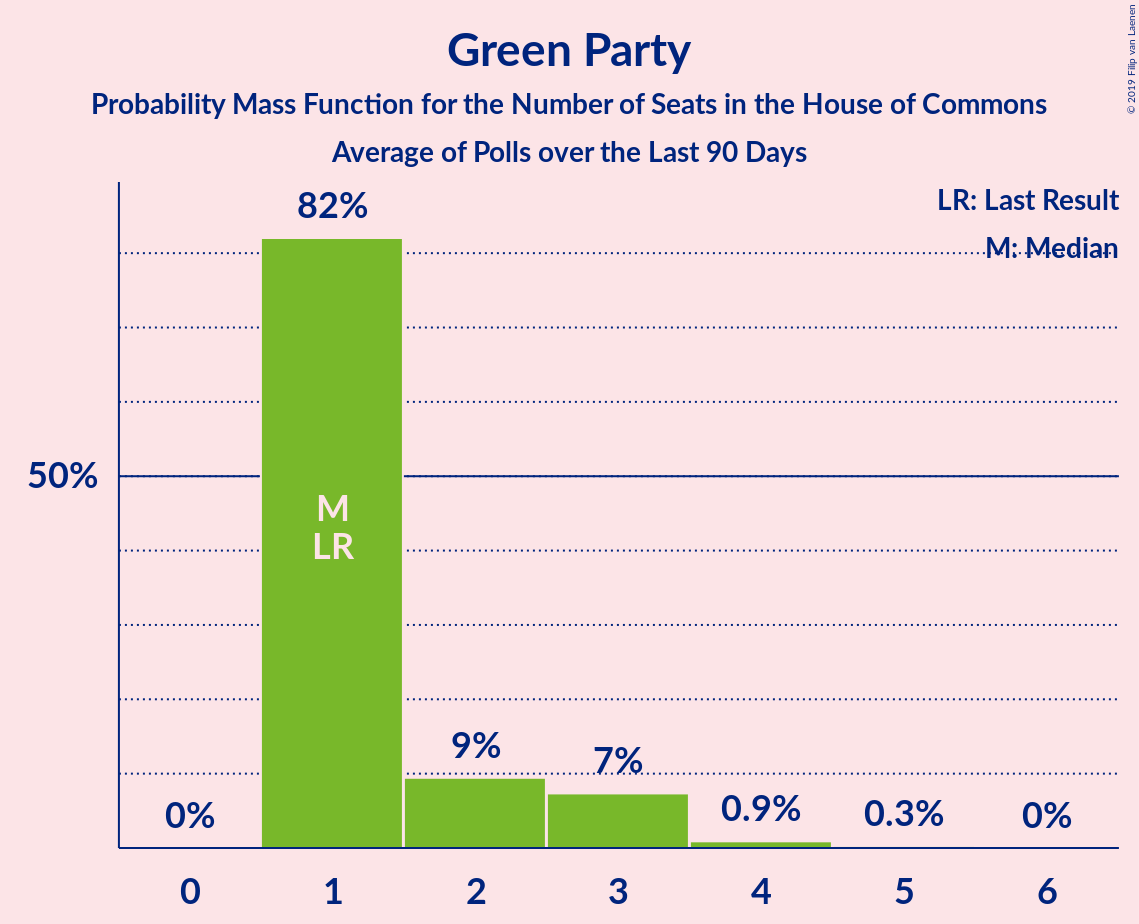 Green Party
Probability Mass Function for the Number of Seats in the House of Commons
Average of Polls over the Last 90 Days
© 2019 Filip van Laenen
LR: Last Result
M: Median
82%
50%
M
LR
9%
7%
0%
0.9%
0.3%
0%
0 1 2 3 4 5 6